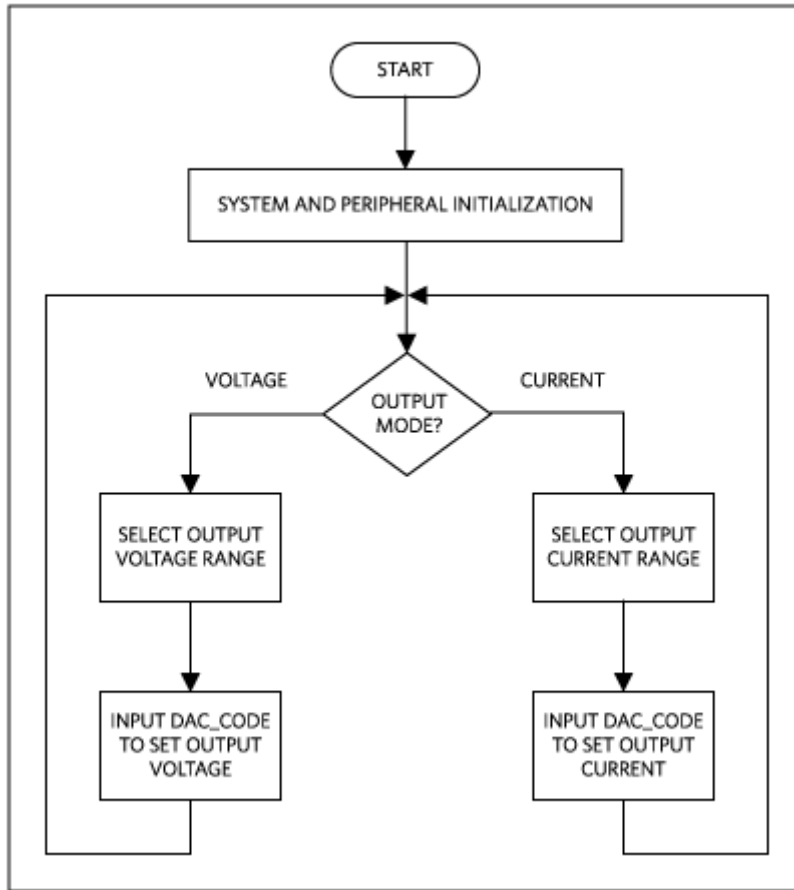 START
SYSTEM AND PERIPHERAL INITIALIZATION
VOLTAGE
CURRENT
OUTPUT
MODE?
SELECT OUTPUT
VOLTAGE RANGE
SELECT OUTPUT
CURRENT RANGE
INPUT DAC_CODE
TO SET OUTPUT
VOLTAGE
INPUT DAC_CODE
TO SET OUTPUT
CURRENT